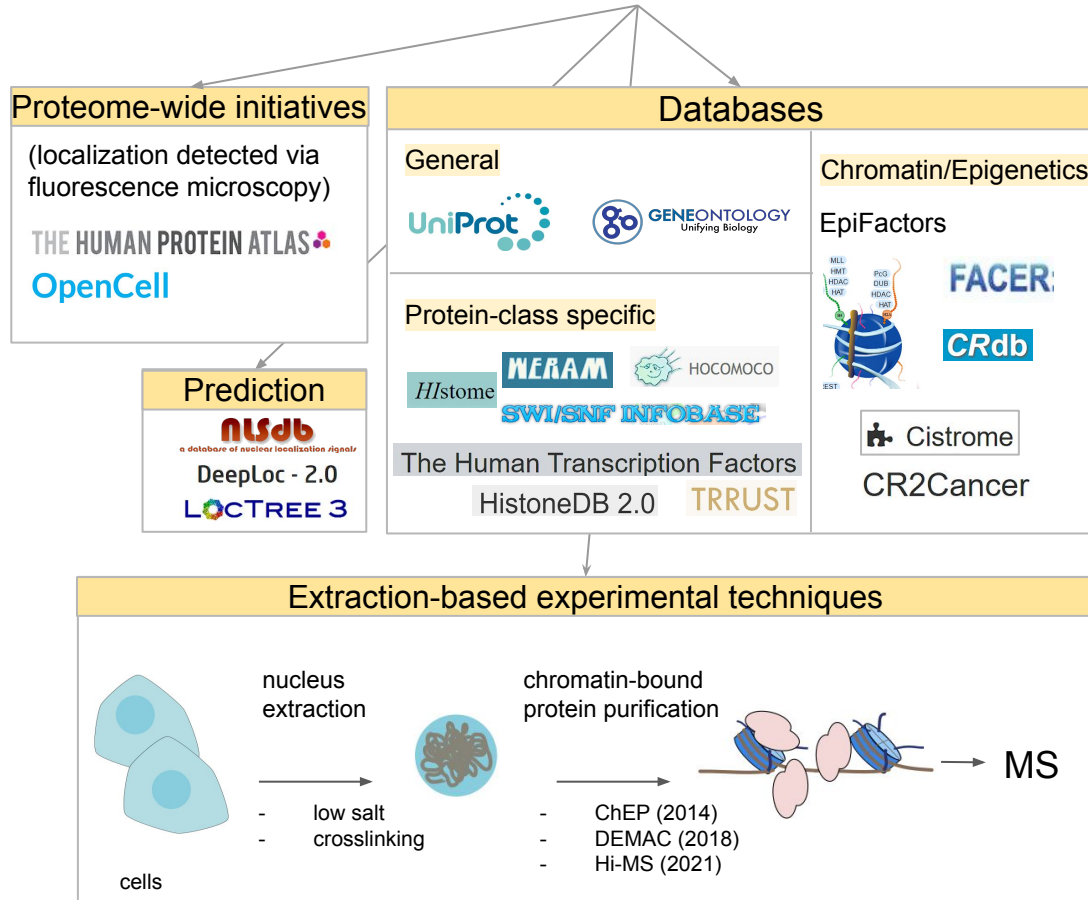 Proteome-wide initiatives
(localization detected via
fluorescence microscopy)
THE HUMAN PROTEIN ATLAS
OpenCell
Prediction
NLSdb
a database of nuclear localization signals
DeepLoc - 2.0
LOCTREE 3
Databases
General
UniProt
GENEONTOLOGY
Unifying Biology
Protein-class specific
HIstome
WERAM
HOCOMOCO
SWI/SNF INFOBASE
The Human Transcription Factors
HistoneDB 2.0
TRRUST
Chromatin/Epigenetics
EpiFactors
MLL
HMT
HDAC
HAT
PcG
DUB
HDAC
HAT
FACER
CRdb
Cistrome
CR2Cancer
Extraction-based experimental techniques
cells
nucleus
extraction
- low salt
- crosslinking
chromatin-bound
protein purification
- ChEP (2014)
- DEMAC (2018)
- Hi-MS (2021)
MS